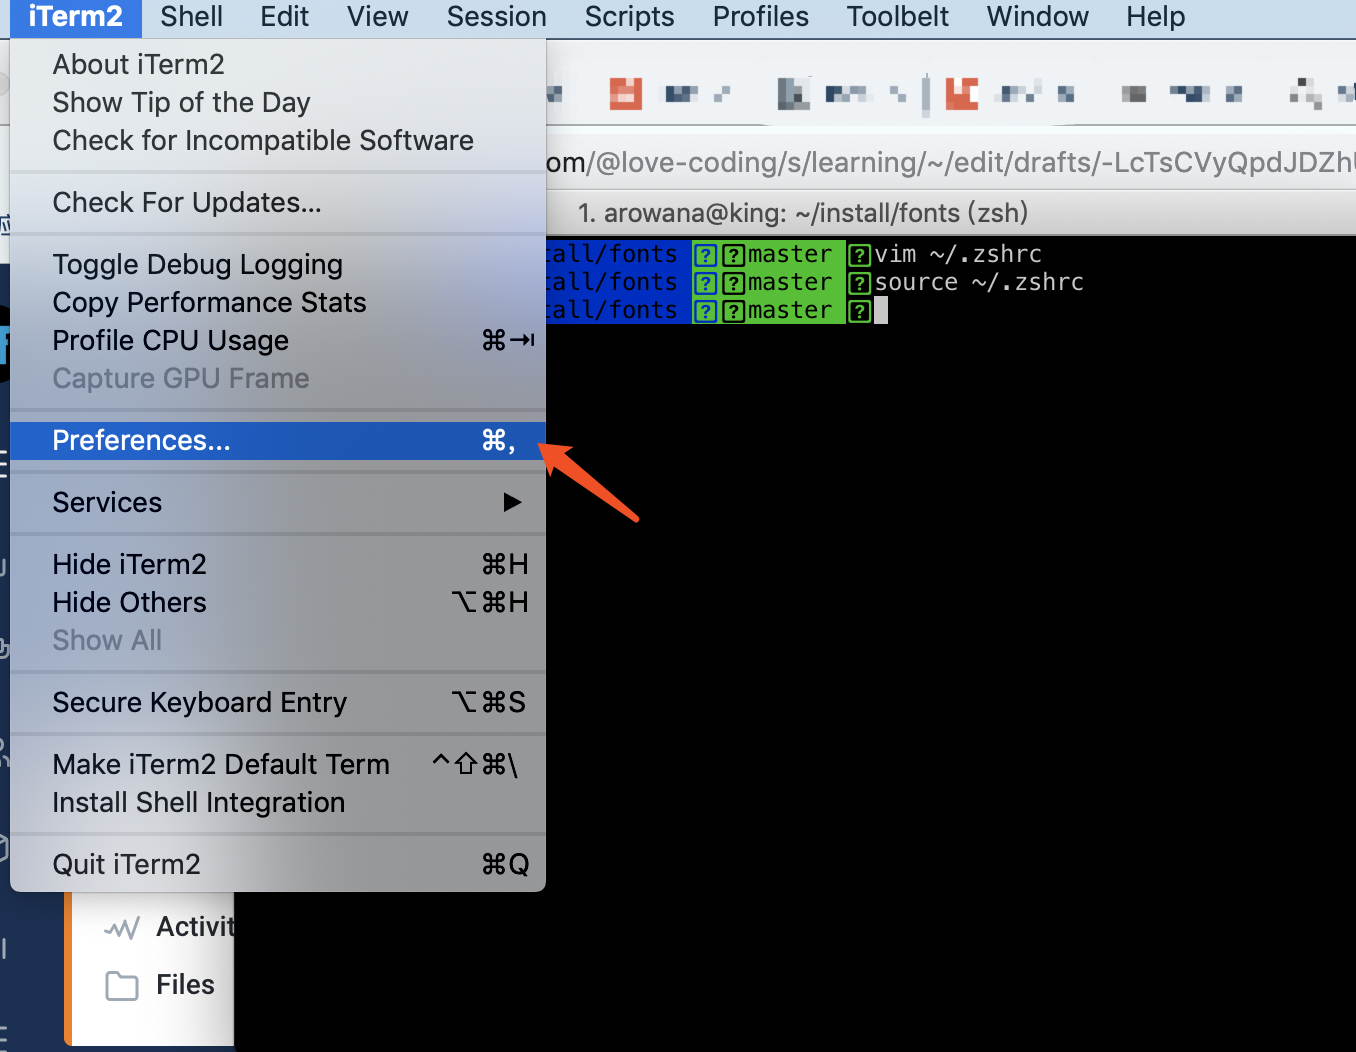 iTerm2 Shell Edit View Session Scripts Profiles Toolbelt Window Help
About iTerm2
Show Tip of the Day
Check for Incompatible Software
Check For Updates...
Toggle Debug Logging
Copy Performance Stats
Profile CPU Usage ⌘⇥
Capture GPU Frame
Preferences... ⌘,
Services ▶
Hide iTerm2 ⌘H
Hide Others ⌥⌘H
Show All
Secure Keyboard Entry ⌥⌘S
Make iTerm2 Default Term ^⇧⌘\
Install Shell Integration
Quit iTerm2 ⌘Q
om/@love-coding/s/learning/~/edit/drafts/-LcTsCVyQpdJDZh
1. arowana@king: ~/install/fonts (zsh)
tall/fonts ? ?master ?vim ~/.zshrc
tall/fonts ? ?master ?source ~/.zshrc
tall/fonts ? ?master ?
Activit
Files